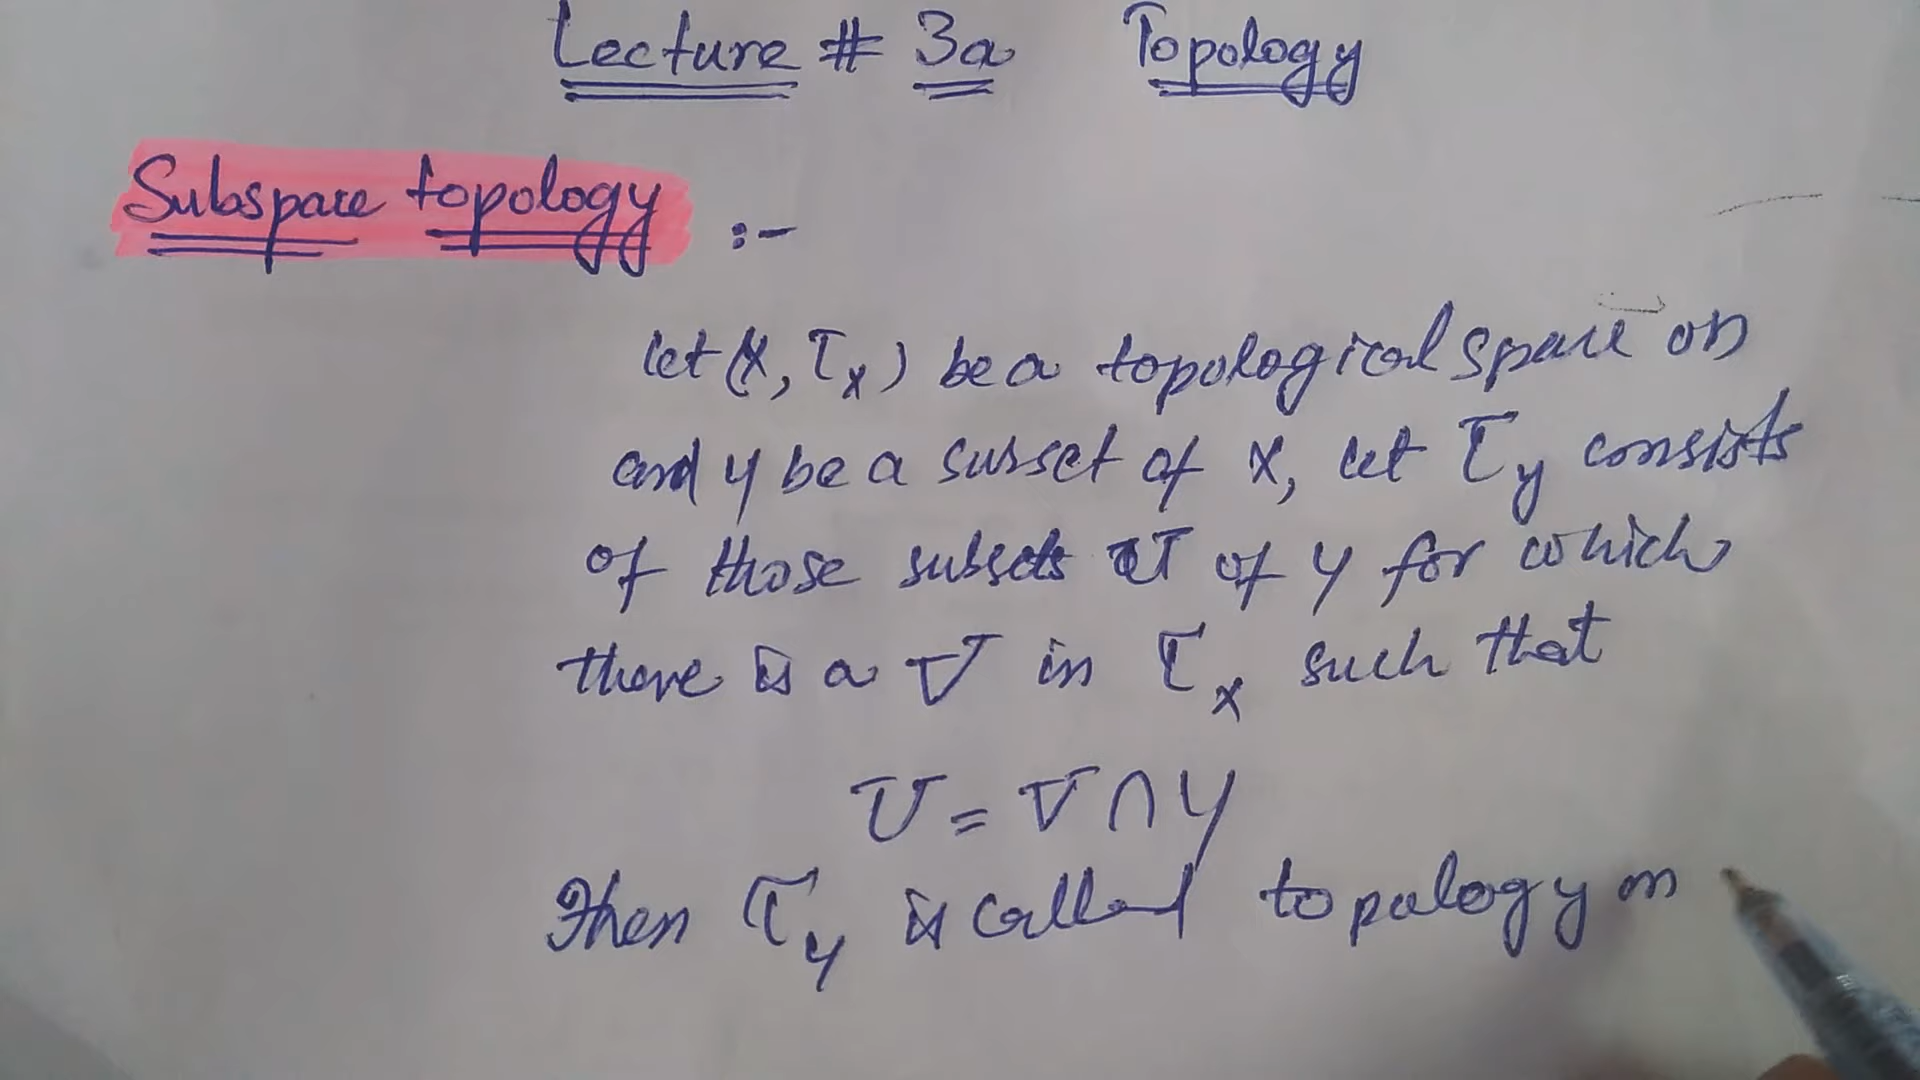 Lecture # 3a Topology
Subspace topology :-
let (X, τx) be a topological space on
and Y be a subset of X, let τy consists
of those subsets U of Y for which
there is a V in τx such that
U = V ∩ Y
Then τy is called topology on